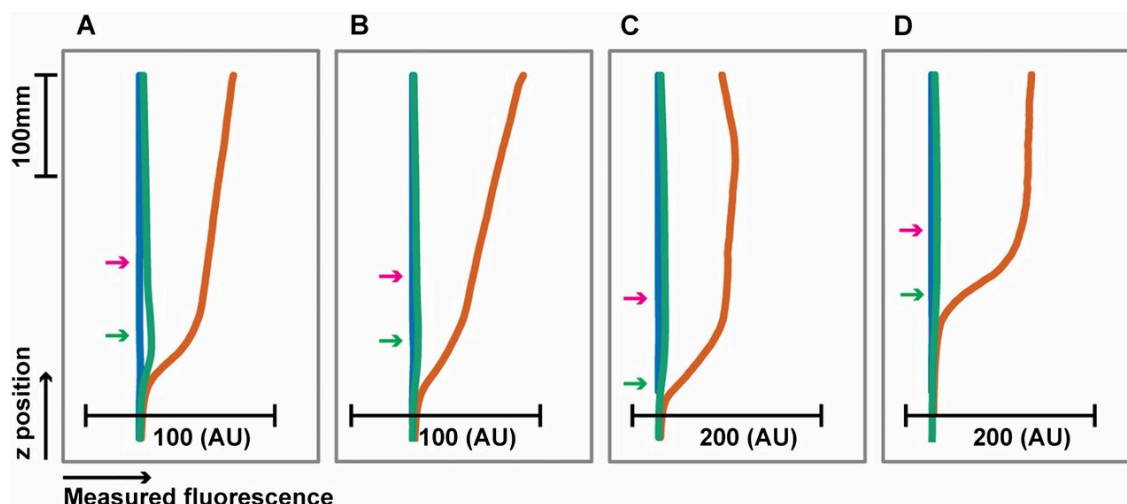 A
B
C
D
100mm
z position
100 (AU)
100 (AU)
200 (AU)
200 (AU)
Measured fluorescence